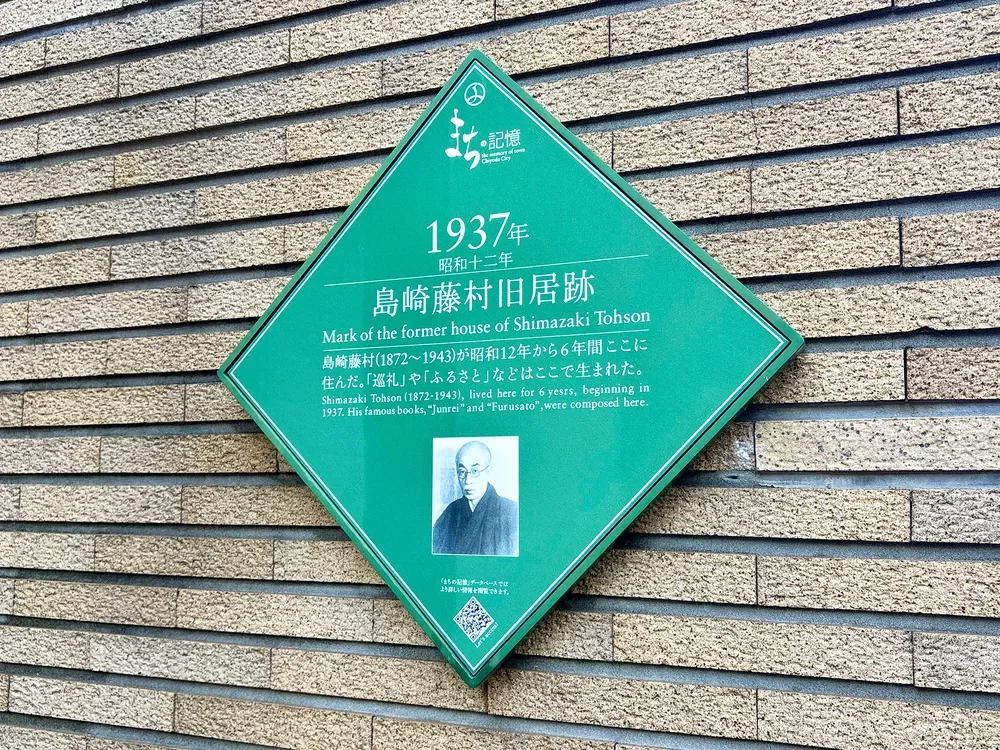 まちの記憶
the memory of town
Chiyoda City
1937年
昭和十二年
島崎藤村旧居跡
Mark of the former house of Shimazaki Tohson
島崎藤村(1872〜1943)が昭和12年から6年間ここに
住んだ。「巡礼」や「ふるさと」などはここで生まれた。
Shimazaki Tohson (1872-1943), lived here for 6 yesrs, beginning in
1937. His famous books, “Junrei” and “Furusato”,were composed here.
「まちの記憶」データベースでは
より詳しい情報を閲覧できます。
Let's access!